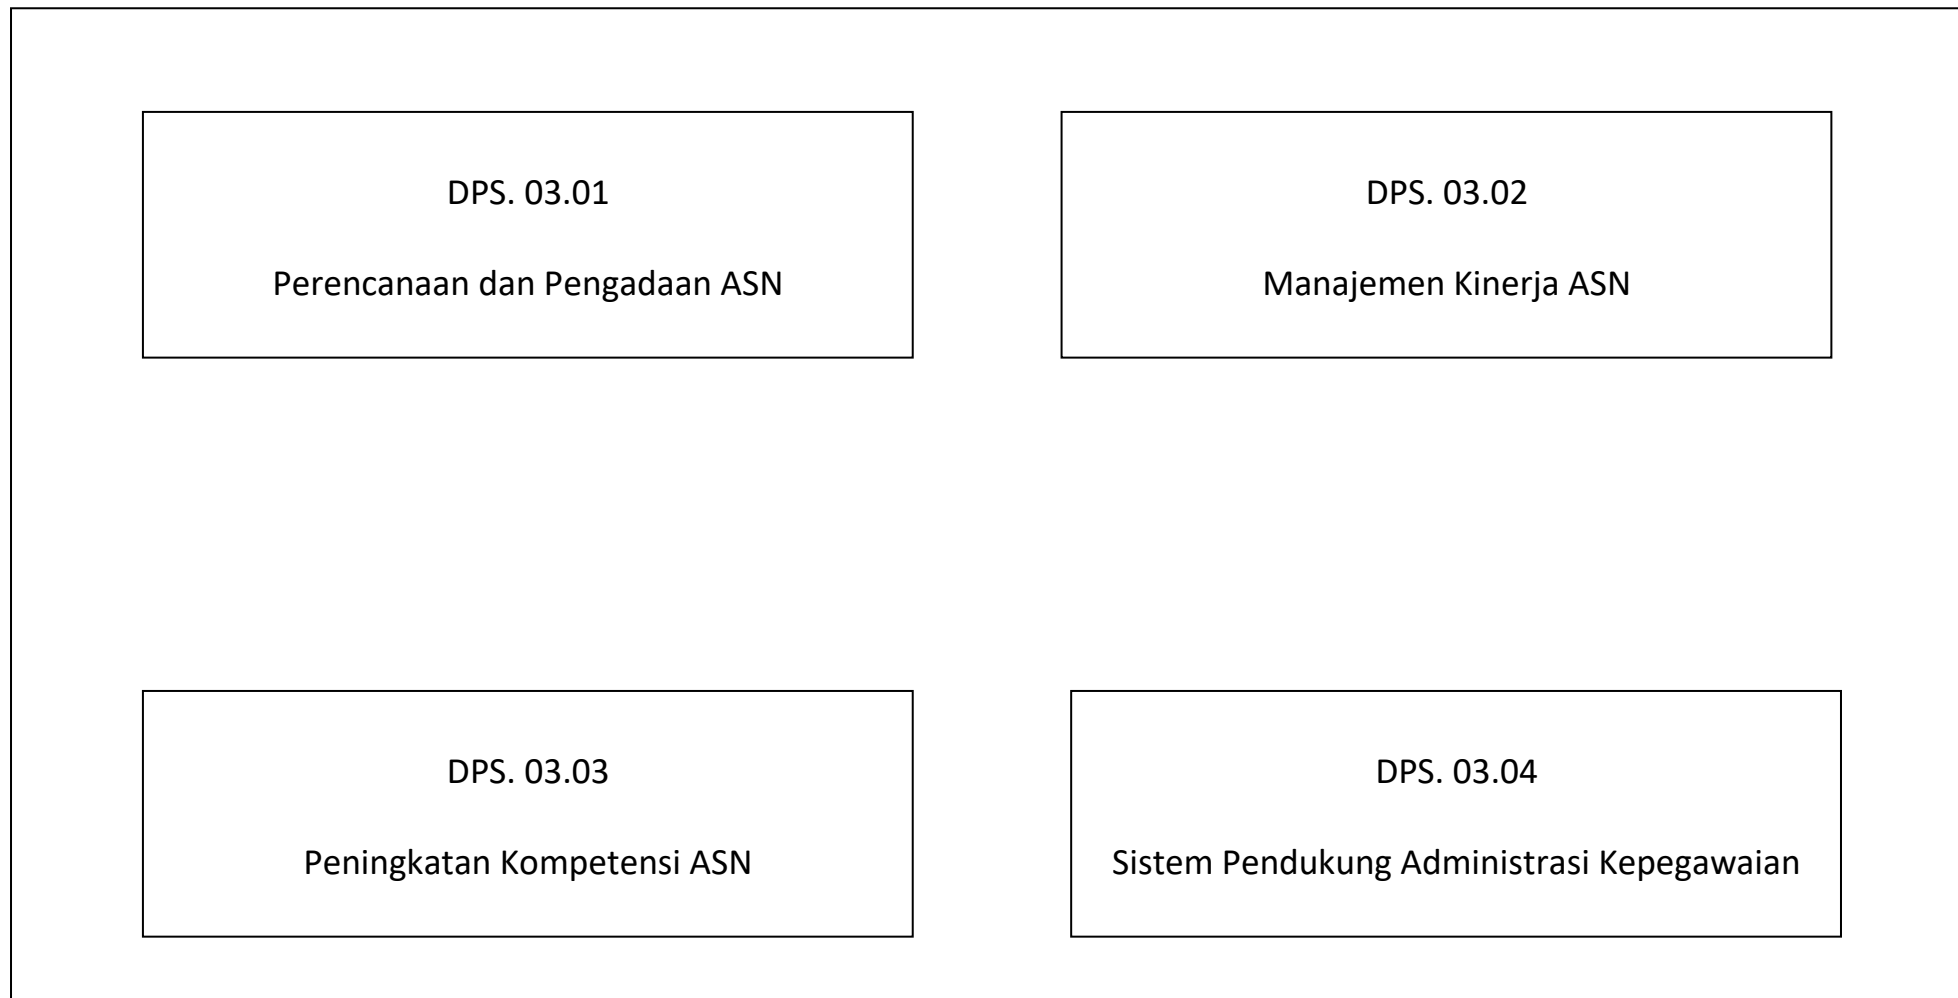 DPS. 03.01
Perencanaan dan Pengadaan ASN
DPS. 03.02
Manajemen Kinerja ASN
DPS. 03.03
Peningkatan Kompetensi ASN
DPS. 03.04
Sistem Pendukung Administrasi Kepegawaian